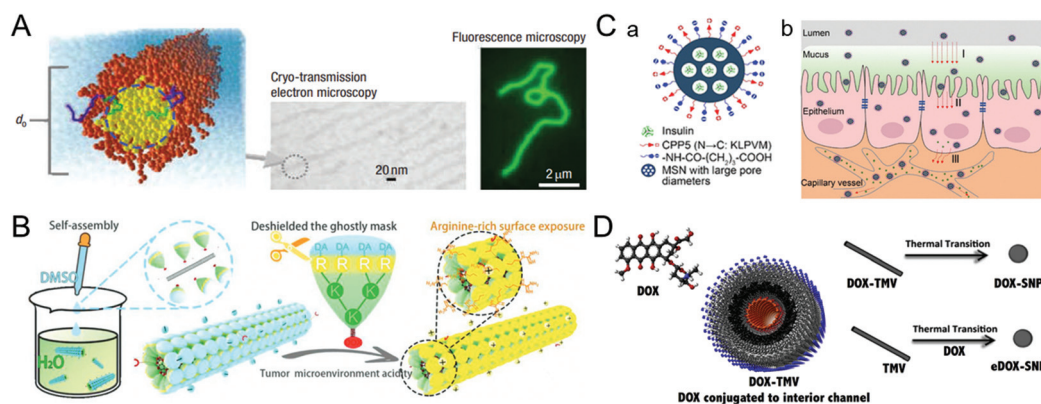 A
d₀
Cryo-transmission
electron microscopy
20 nm
Fluorescence microscopy
2 μm
B
Self-assembly
DMSO
H₂O
Deshielded the ghostly mask
DA DA DA DA
R R R R
K K
K
Tumor microenvironment acidity
Arginine-rich surface exposure
C
a
Insulin
CPP5 (N→C: KLPVM)
-NH-CO-(CH₂)₃-COOH
MSN with large pore
diameters
b
Lumen
Mucus
I
II
Epithelium
III
Capillary vessel
D
DOX
DOX-TMV
DOX conjugated to interior channel
DOX-TMV
Thermal Transition
DOX-SNP
TMV
Thermal Transition
DOX
eDOX-SNP